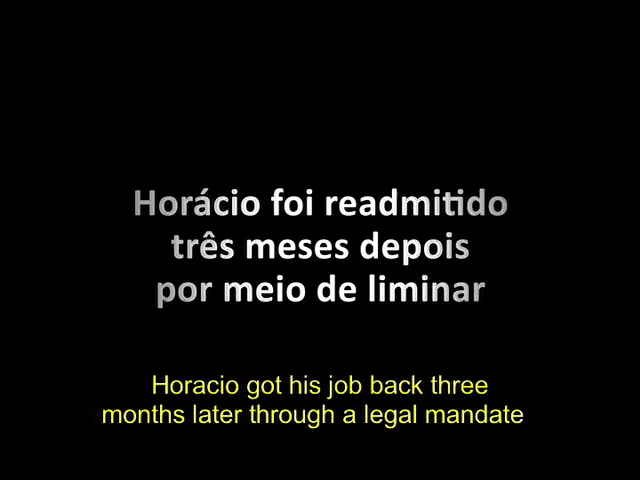 Horácio foi readmitido
três meses depois
por meio de liminar
Horacio got his job back three
months later through a legal mandate